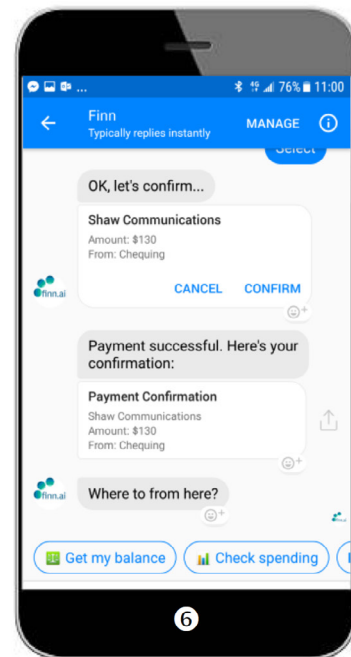 ... 76% 11:00
Finn
Typically replies instantly
MANAGE
Select
OK, let's confirm...
Shaw Communications
Amount: $130
From: Chequing
CANCEL CONFIRM
finn.ai
Payment successful. Here's your
confirmation:
Payment Confirmation
Shaw Communications
Amount: $130
From: Chequing
finn.ai
Where to from here?
Get my balance Check spending
6